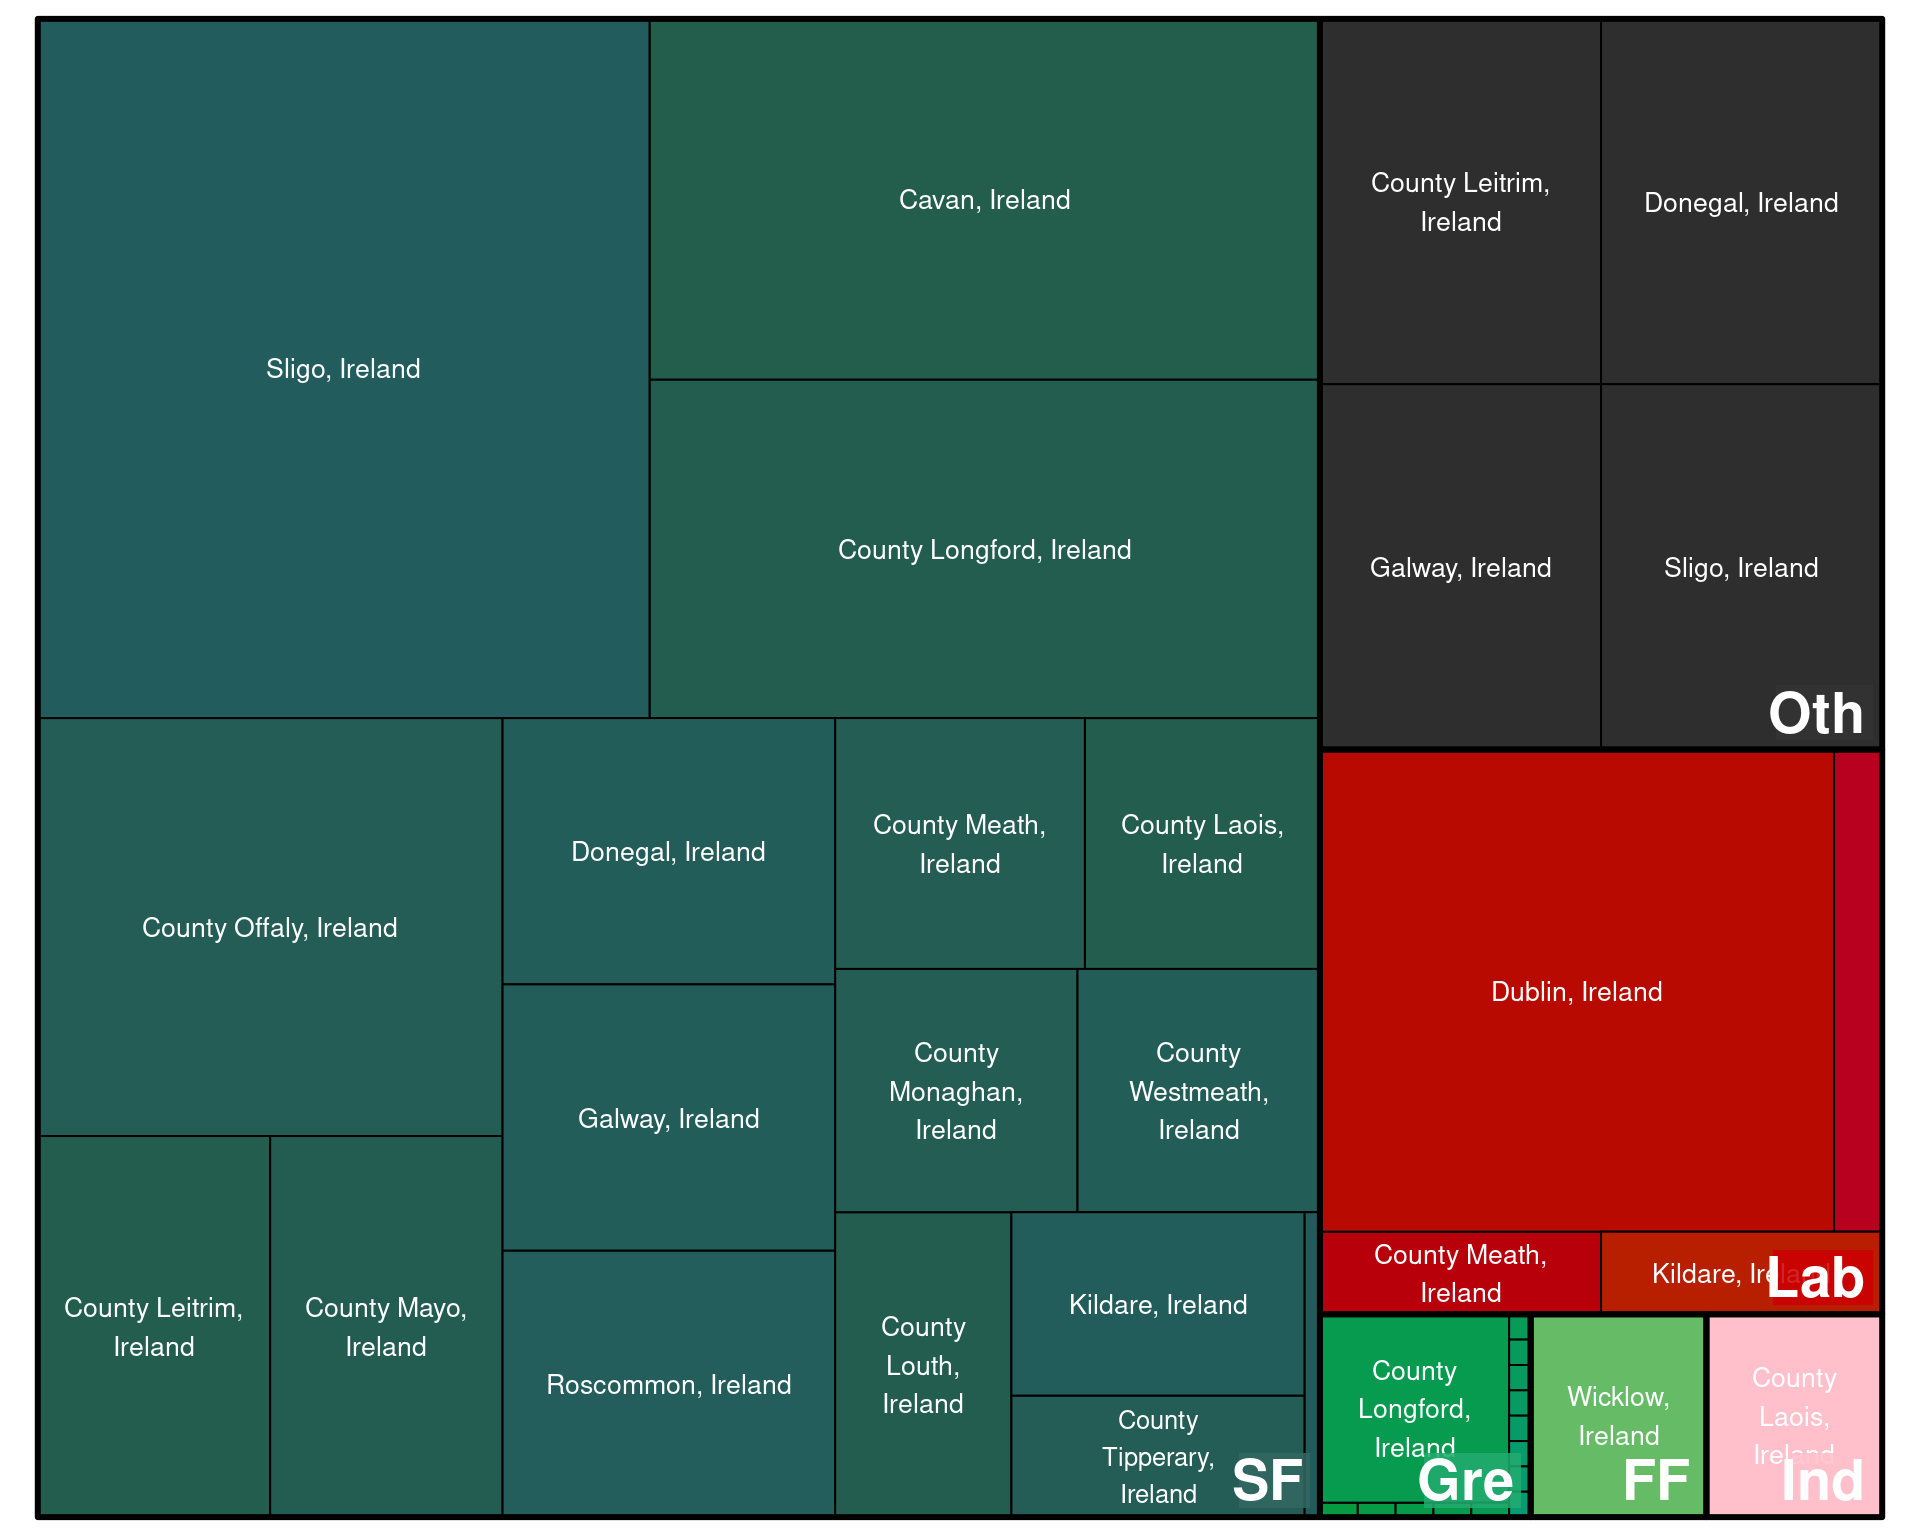 Sligo, Ireland
Cavan, Ireland
County Longford, Ireland
County Offaly, Ireland
County Leitrim,
Ireland
County Mayo,
Ireland
Donegal, Ireland
Galway, Ireland
Roscommon, Ireland
County Meath,
Ireland
County Laois,
Ireland
County
Monaghan,
Ireland
County
Westmeath,
Ireland
County
Louth,
Ireland
Kildare, Ireland
County
Tipperary,
Ireland
SF
County Leitrim,
Ireland
Donegal, Ireland
Galway, Ireland
Sligo, Ireland
Oth
Dublin, Ireland
County Meath,
Ireland
Kildare, Ireland
Lab
County
Longford,
Ireland
Gre
Wicklow,
Ireland
FF
County
Laois,
Ireland
Ind